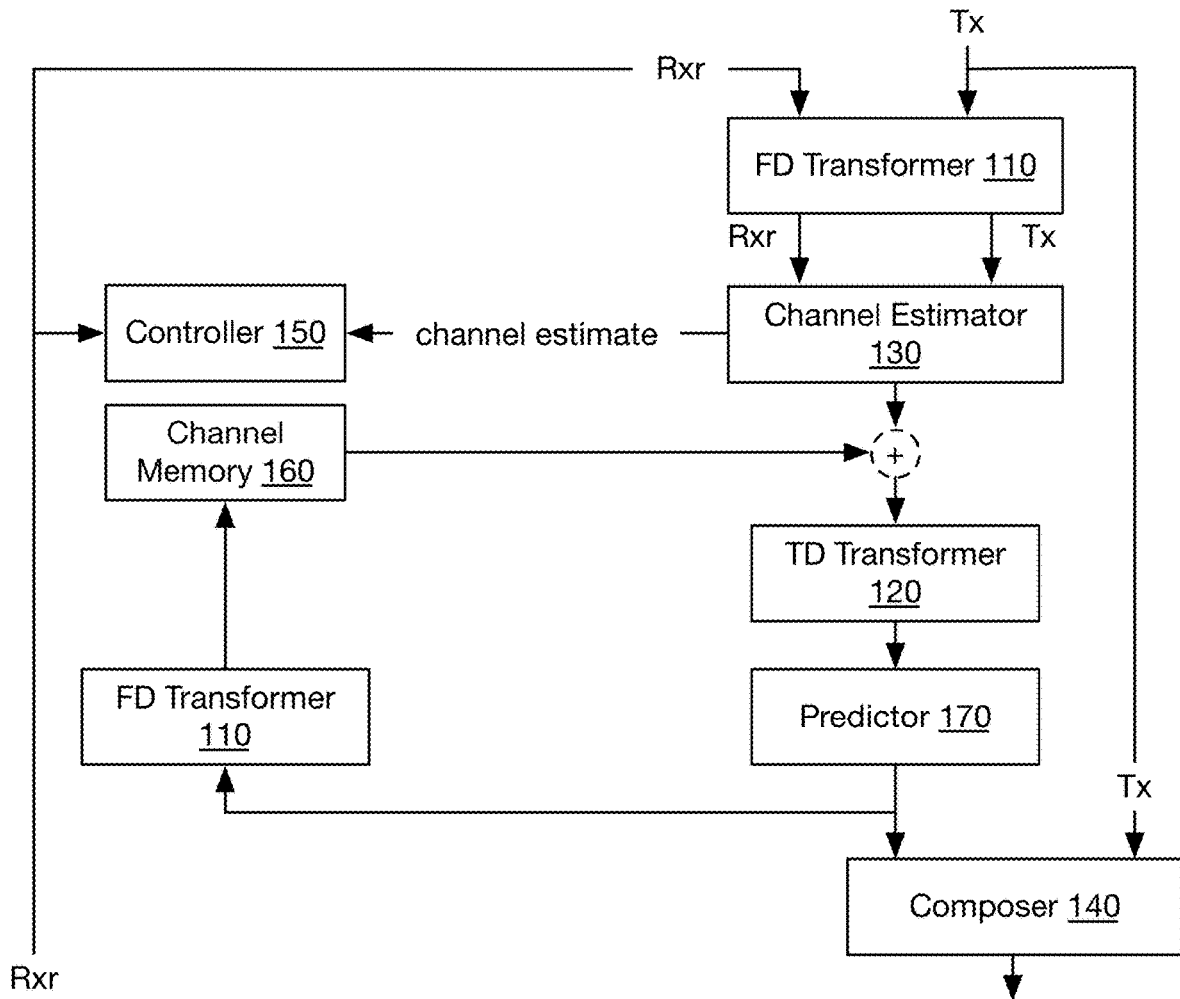 Tx
Rxr
FD Transformer 110
Rxr
Tx
Controller 150
channel estimate
Channel Estimator
130
Channel
Memory 160
+
TD Transformer
120
FD Transformer
110
Predictor 170
Tx
Composer 140
Rxr